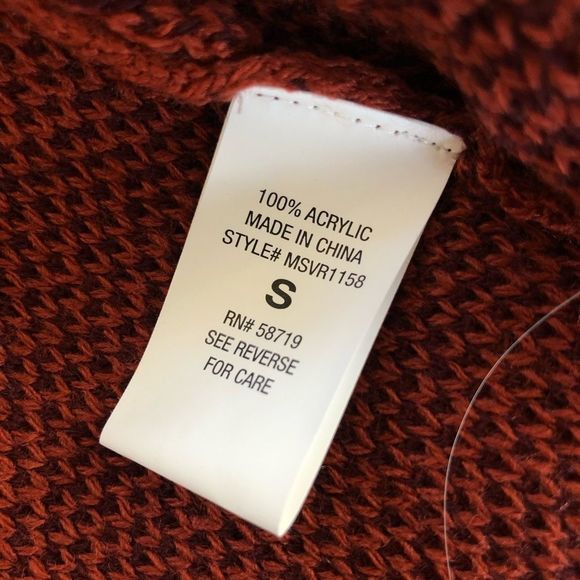 100% ACRYLIC
MADE IN CHINA
STYLE# MSVR1158
S
RN# 58719
SEE REVERSE
FOR CARE